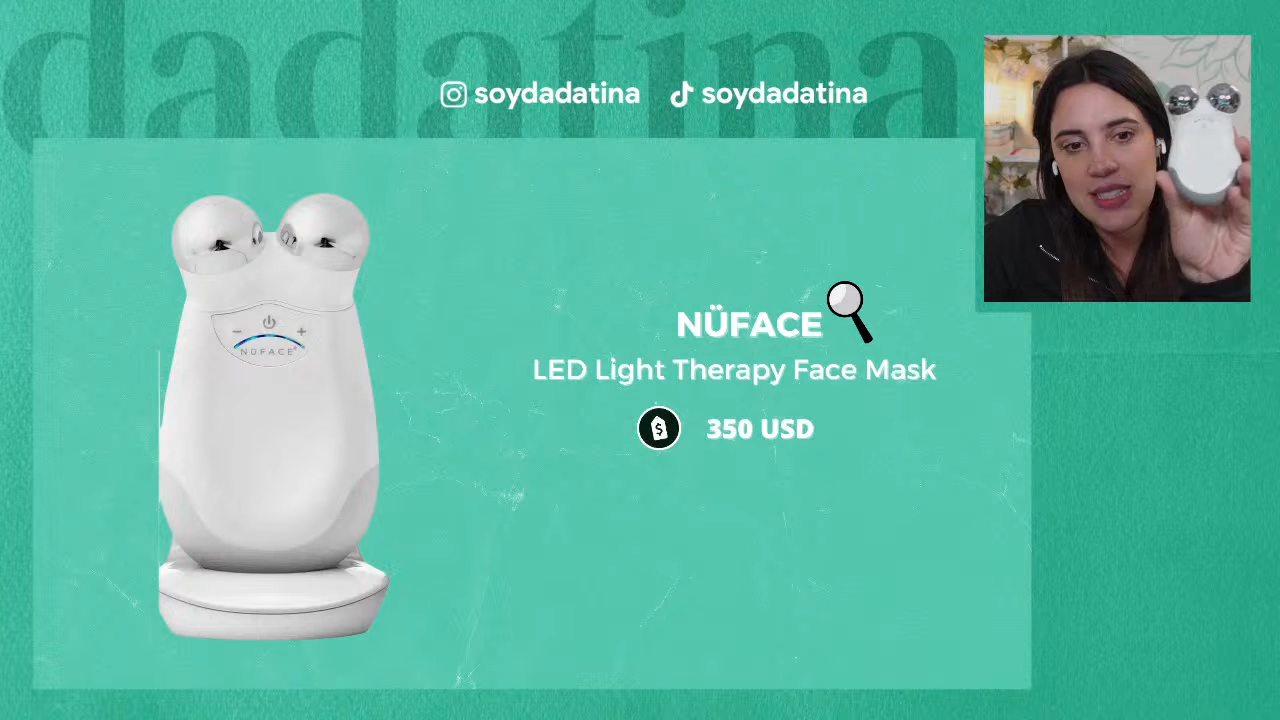 dadatina
soydadatina soydadatina
NÜFACE
LED Light Therapy Face Mask
$ 350 USD
− +
NUFACE®